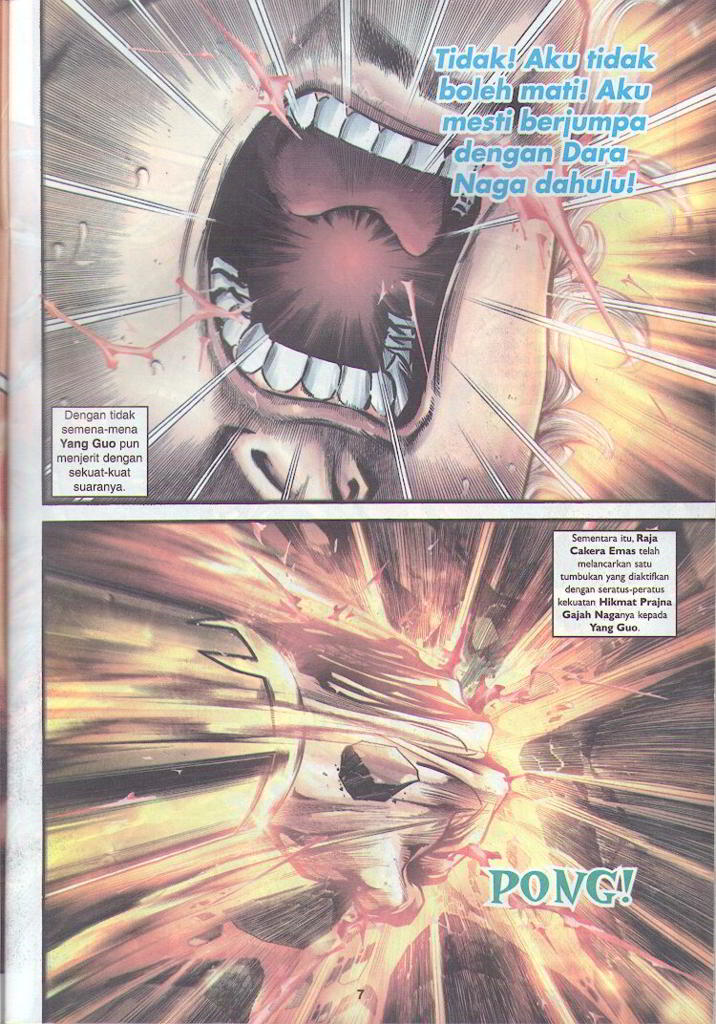 Tidak! Aku tidak
boleh mati! Aku
mesti berjumpa
dengan Dara
Naga dahulu!
Dengan tidak
semena-mena
Yang Guo pun
menjerit dengan
sekuat-kuat
suaranya.
Sementara itu, Raja
Cakera Emas telah
melancarkan satu
tumbukan yang diaktifkan
dengan seratus-peratus
kekuatan Hikmat Prajna
Gajah Naganya kepada
Yang Guo.
PONG!
7